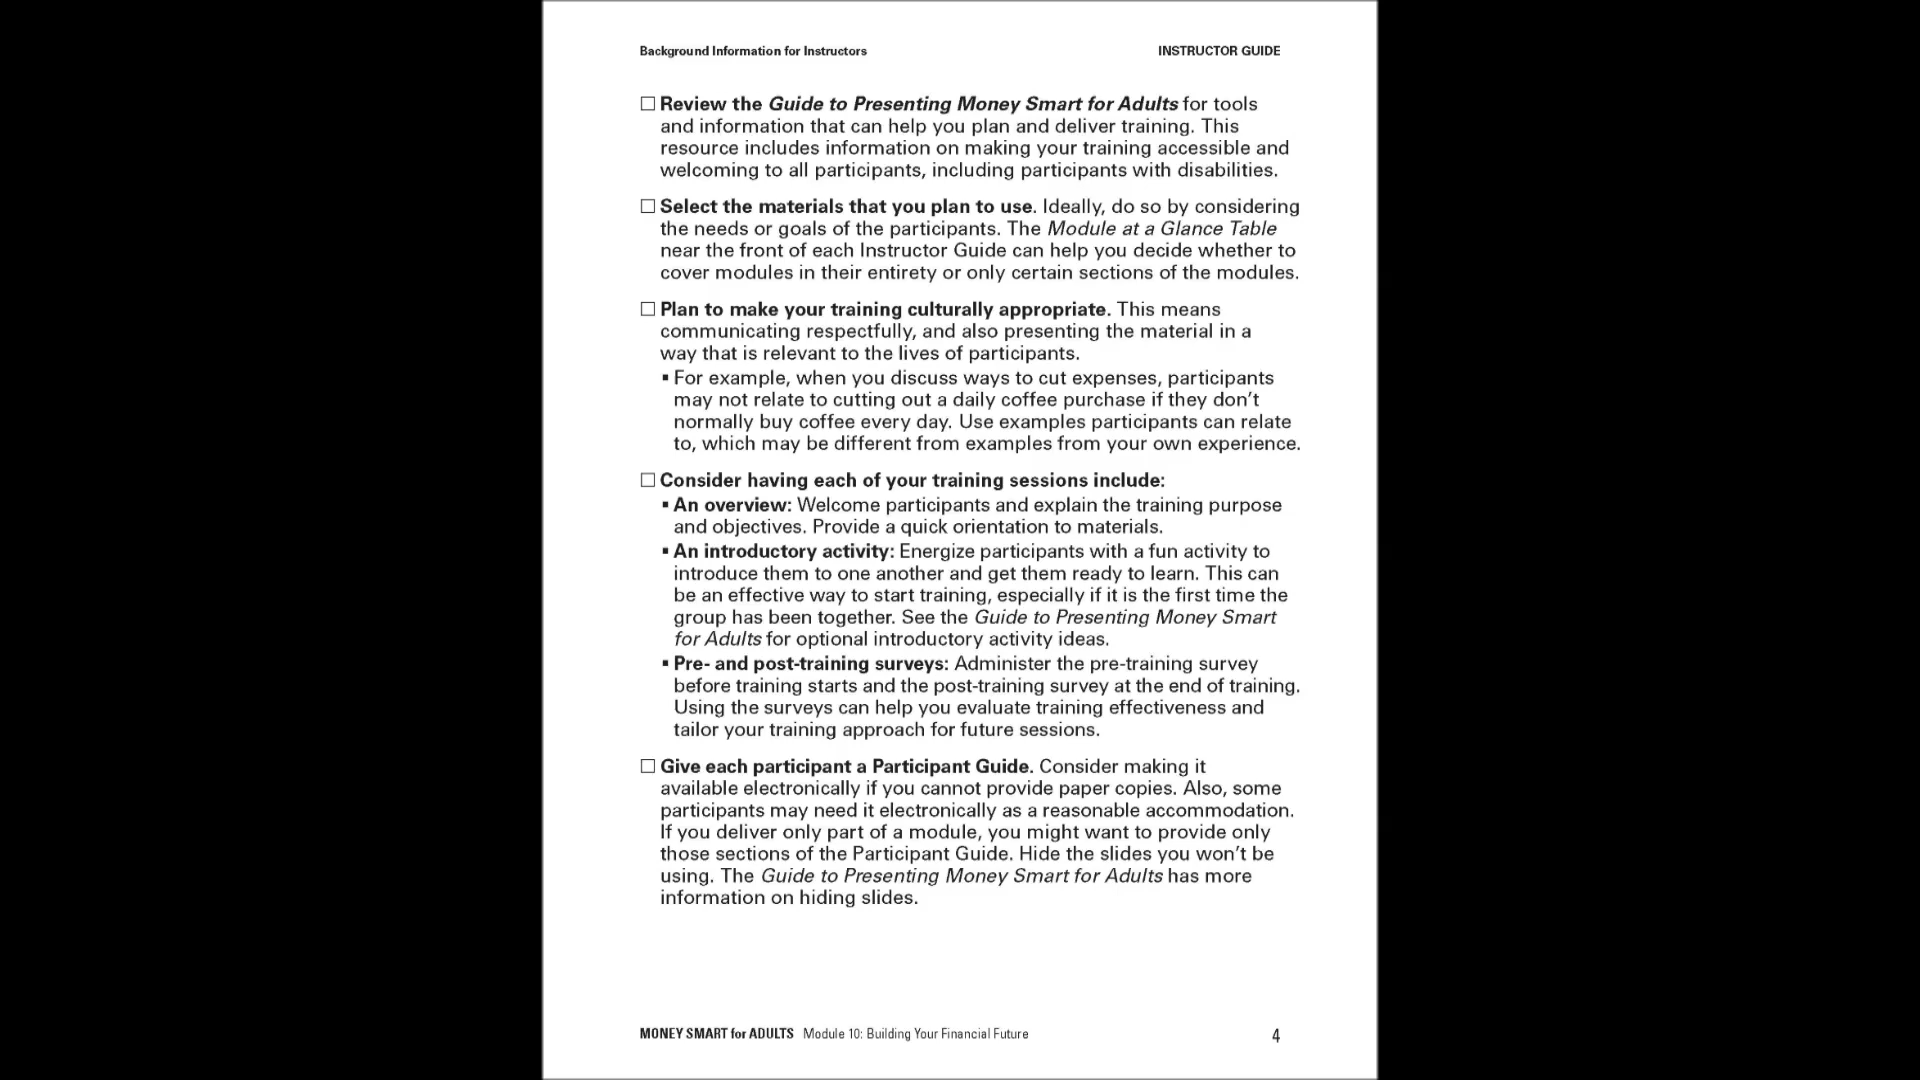 Background Information for Instructors
INSTRUCTOR GUIDE
☐ Review the Guide to Presenting Money Smart for Adults for tools
and information that can help you plan and deliver training. This
resource includes information on making your training accessible and
welcoming to all participants, including participants with disabilities.
☐ Select the materials that you plan to use. Ideally, do so by considering
the needs or goals of the participants. The Module at a Glance Table
near the front of each Instructor Guide can help you decide whether to
cover modules in their entirety or only certain sections of the modules.
☐ Plan to make your training culturally appropriate. This means
communicating respectfully, and also presenting the material in a
way that is relevant to the lives of participants.
▪ For example, when you discuss ways to cut expenses, participants
may not relate to cutting out a daily coffee purchase if they don’t
normally buy coffee every day. Use examples participants can relate
to, which may be different from examples from your own experience.
☐ Consider having each of your training sessions include:
▪ An overview: Welcome participants and explain the training purpose
and objectives. Provide a quick orientation to materials.
▪ An introductory activity: Energize participants with a fun activity to
introduce them to one another and get them ready to learn. This can
be an effective way to start training, especially if it is the first time the
group has been together. See the Guide to Presenting Money Smart
for Adults for optional introductory activity ideas.
▪ Pre- and post-training surveys: Administer the pre-training survey
before training starts and the post-training survey at the end of training.
Using the surveys can help you evaluate training effectiveness and
tailor your training approach for future sessions.
☐ Give each participant a Participant Guide. Consider making it
available electronically if you cannot provide paper copies. Also, some
participants may need it electronically as a reasonable accommodation.
If you deliver only part of a module, you might want to provide only
those sections of the Participant Guide. Hide the slides you won’t be
using. The Guide to Presenting Money Smart for Adults has more
information on hiding slides.
MONEY SMART for ADULTS Module 10: Building Your Financial Future
4